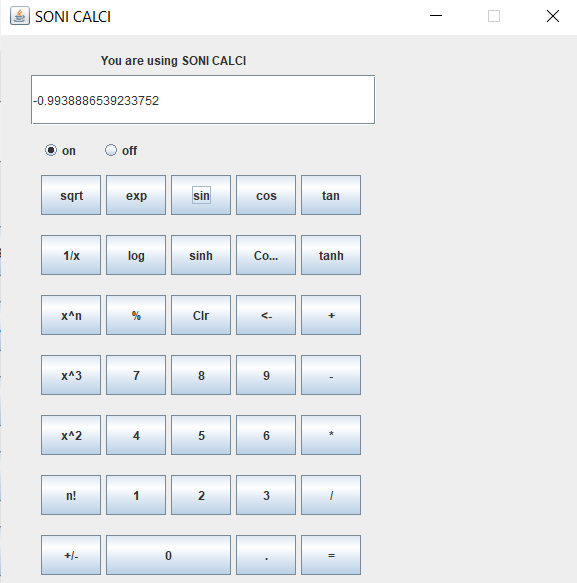 SONI CALCI
You are using SONI CALCI
-0.9938886539233752
on off
sqrt exp sin cos tan
1/x log sinh Co... tanh
x^n % Clr <- +
x^3 7 8 9 -
x^2 4 5 6 *
n! 1 2 3 /
+/- 0 . =